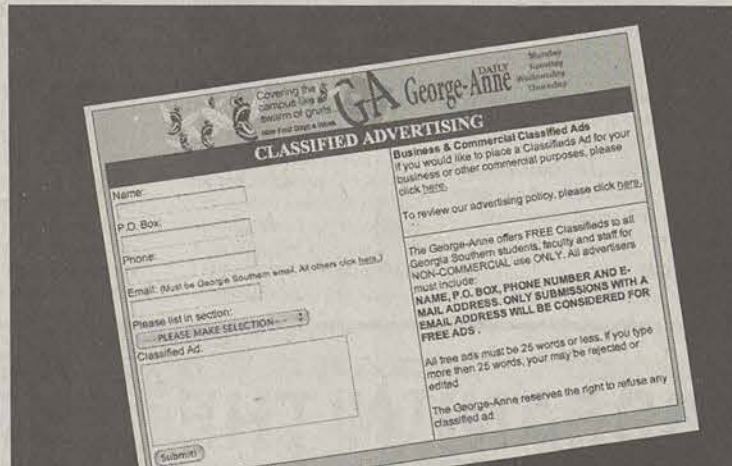 Covering the
campus like a
swarm of gnats
Now Four Days a Week
GA George-Anne
DAILY
Monday
Tuesday
Wednesday
Thursday
CLASSIFIED ADVERTISING
Name:
P.O. Box:
Phone:
Email: (Must be Georgia Southern email. All others click here.)
Please list in section:
-- PLEASE MAKE SELECTION --
Classified Ad:
Submit!
Business & Commercial Classified Ads
If you would like to place a Classifieds Ad for your
business or other commercial purposes, please
click here.
To review our advertising policy, please click here.
The George-Anne offers FREE Classifieds to all
Georgia Southern students, faculty and staff for
NON-COMMERCIAL use ONLY. All advertisers
must include:
NAME, P.O. BOX, PHONE NUMBER AND E-
MAIL ADDRESS. ONLY SUBMISSIONS WITH A
EMAIL ADDRESS WILL BE CONSIDERED FOR
FREE ADS .
All free ads must be 25 words or less. If you type
more then 25 words, your may be rejected or
edited
The George-Anne reserves the right to refuse any
classified ad